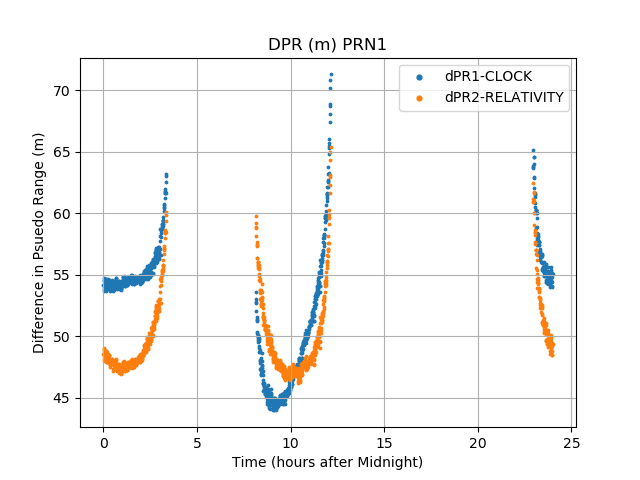 DPR (m) PRN1
dPR1-CLOCK
dPR2-RELATIVITY
Difference in Psuedo Range (m)
70
65
60
55
50
45
0
5
10
15
20
25
Time (hours after Midnight)